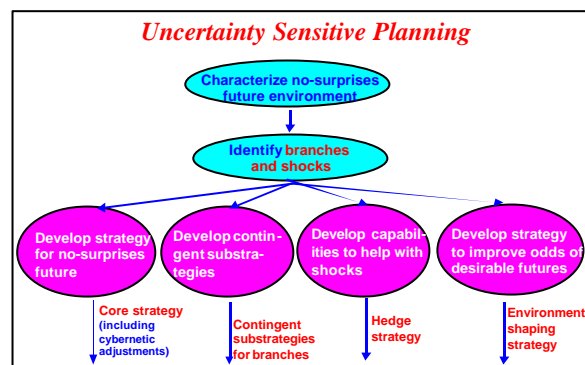 Uncertainty Sensitive Planning
Characterize no-surprises
future environment
Identify branches
and shocks
Develop strategy
for no-surprises
future
Develop contin-
gent substra-
tegies
Develop capabil-
ities to help with
shocks
Develop strategy
to improve odds of
desirable futures
Core strategy
(including
cybernetic
adjustments)
Contingent
substrategies
for branches
Hedge
strategy
Environment
shaping
strategy